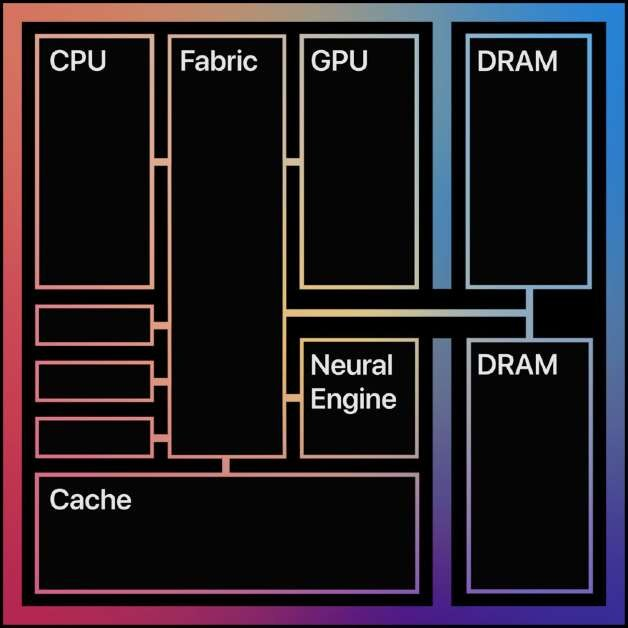 CPU
Fabric
GPU
DRAM
Neural
Engine
DRAM
Cache